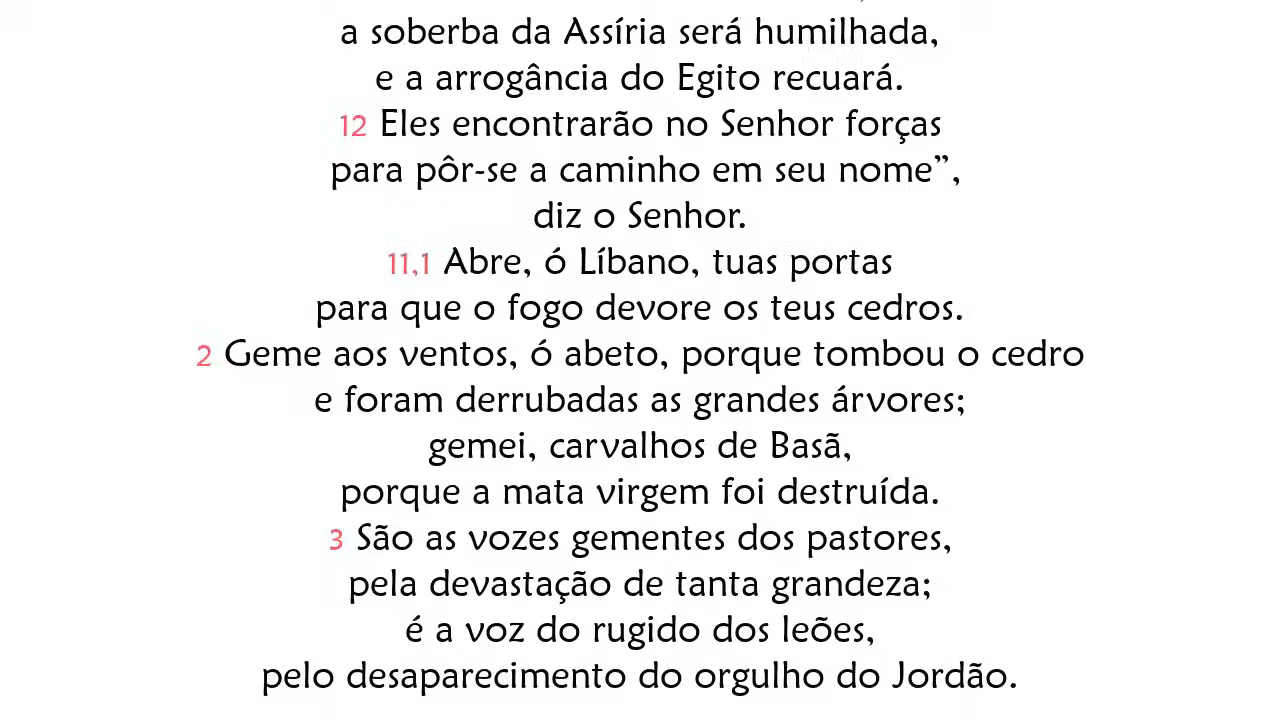 a soberba da Assíria será humilhada,
e a arrogância do Egito recuará.
12 Eles encontrarão no Senhor forças
para pôr-se a caminho em seu nome”,
diz o Senhor.
11,1 Abre, ó Líbano, tuas portas
para que o fogo devore os teus cedros.
2 Geme aos ventos, ó abeto, porque tombou o cedro
e foram derrubadas as grandes árvores;
gemei, carvalhos de Basã,
porque a mata virgem foi destruída.
3 São as vozes gementes dos pastores,
pela devastação de tanta grandeza;
é a voz do rugido dos leões,
pelo desaparecimento do orgulho do Jordão.